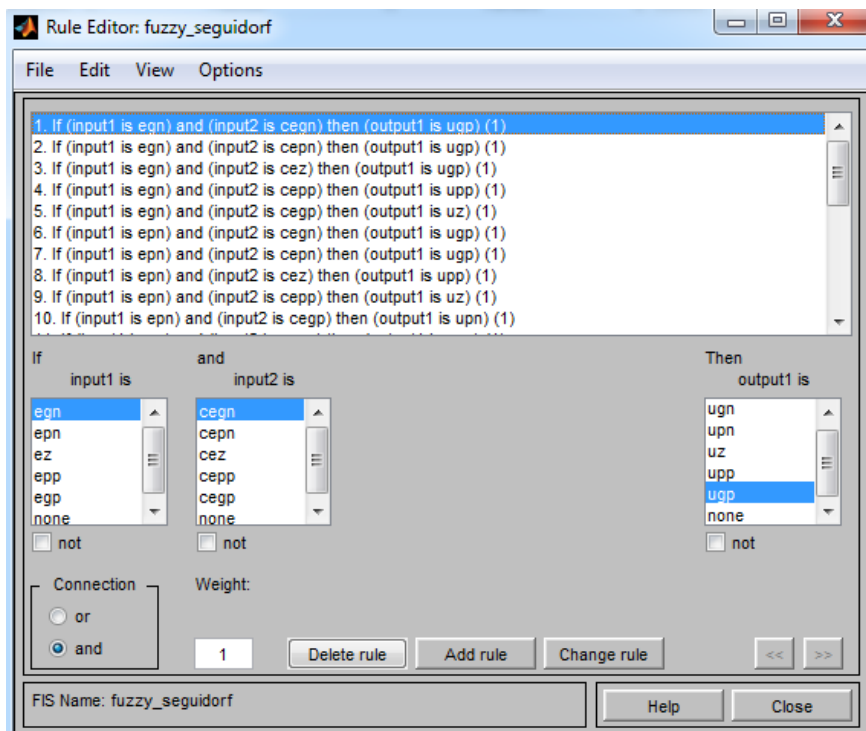 Rule Editor: fuzzy_seguidorf
File Edit View Options
1. If (input1 is egn) and (input2 is cegn) then (output1 is ugp) (1)
2. If (input1 is egn) and (input2 is cepn) then (output1 is ugp) (1)
3. If (input1 is egn) and (input2 is cez) then (output1 is ugp) (1)
4. If (input1 is egn) and (input2 is cepp) then (output1 is upp) (1)
5. If (input1 is egn) and (input2 is cegp) then (output1 is uz) (1)
6. If (input1 is epn) and (input2 is cegn) then (output1 is ugp) (1)
7. If (input1 is epn) and (input2 is cepn) then (output1 is ugp) (1)
8. If (input1 is epn) and (input2 is cez) then (output1 is upp) (1)
9. If (input1 is epn) and (input2 is cepp) then (output1 is uz) (1)
10. If (input1 is epn) and (input2 is cegp) then (output1 is upn) (1)
If
input1 is
egn
epn
ez
epp
egp
none
not
and
input2 is
cegn
cepn
cez
cepp
cegp
none
not
Then
output1 is
ugn
upn
uz
upp
ugp
none
not
Connection
or
and
Weight:
1
Delete rule
Add rule
Change rule
<<
>>
FIS Name: fuzzy_seguidorf
Help
Close